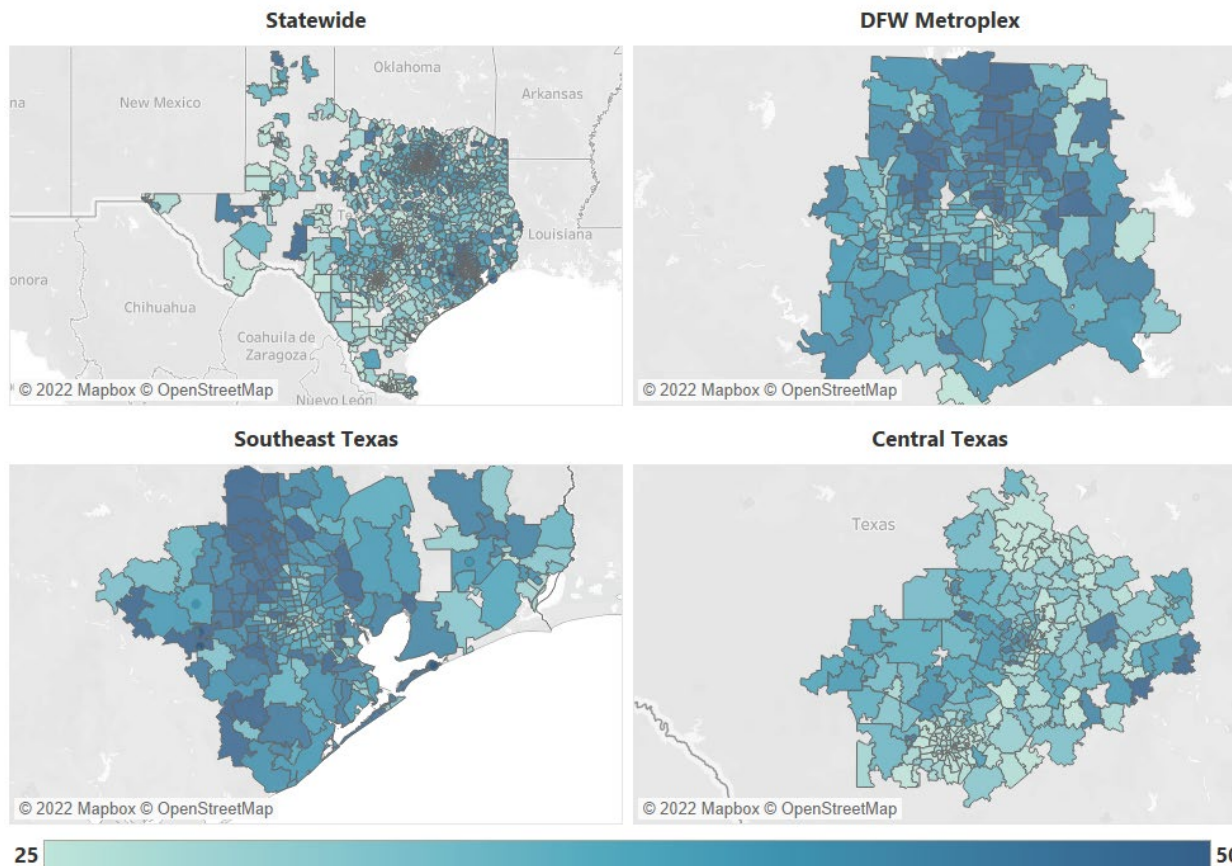 Statewide
DFW Metroplex
Oklahoma
New Mexico
Arkansas
Louisiana
Chihuahua
Coahuila de
Zaragoza
Nuevo León
© 2022 Mapbox © OpenStreetMap
© 2022 Mapbox © OpenStreetMap
Southeast Texas
Central Texas
Texas
© 2022 Mapbox © OpenStreetMap
© 2022 Mapbox © OpenStreetMap
25